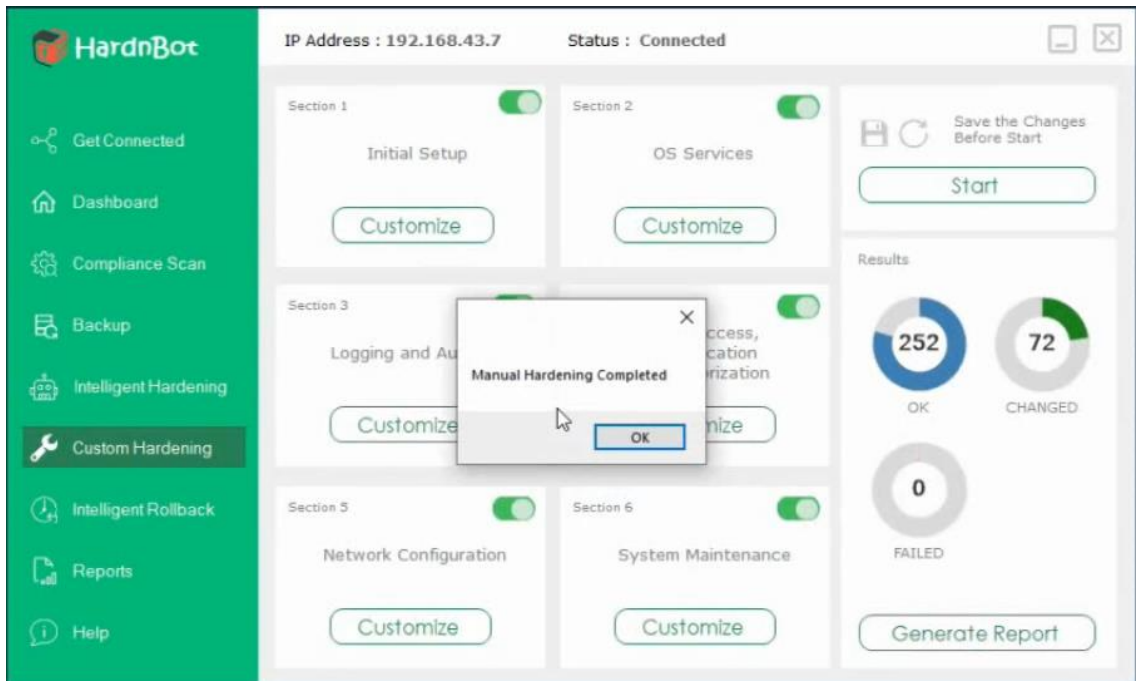 HardnBot
IP Address : 192.168.43.7
Status : Connected
Get Connected
Dashboard
Compliance Scan
Backup
Intelligent Hardening
Custom Hardening
Intelligent Rollback
Reports
Help
Section 1
Initial Setup
Customize
Section 2
OS Services
Customize
Save the Changes
Before Start
Start
Section 3
Logging and Au
Customize
ccess,
cation
rization
mize
Manual Hardening Completed
OK
Section 5
Network Configuration
Customize
Section 6
System Maintenance
Customize
Results
252
OK
72
CHANGED
0
FAILED
Generate Report